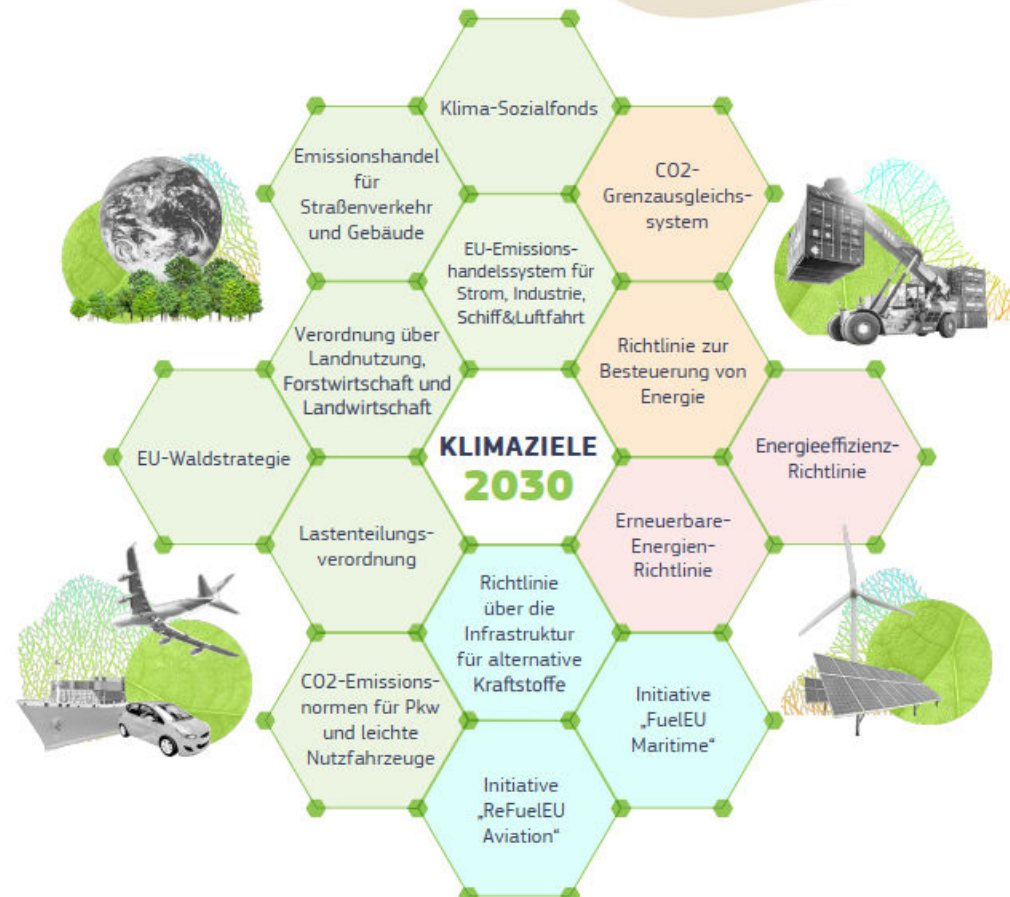 Klima-Sozialfonds
Emissionshandel
für
Straßenverkehr
und Gebäude
CO2-
Grenzausgleichs-
system
EU-Emissions-
handelssystem für
Strom, Industrie,
Schiff&Luftfahrt
Verordnung über
Landnutzung,
Forstwirtschaft und
Landwirtschaft
Richtlinie zur
Besteuerung von
Energie
EU-Waldstrategie
KLIMAZIELE
2030
Energieeffizienz-
Richtlinie
Lastenteilungs-
verordnung
Erneuerbare-
Energien-
Richtlinie
Richtlinie
über die
Infrastruktur
für alternative
Kraftstoffe
CO2-Emissions-
normen für Pkw
und leichte
Nutzfahrzeuge
Initiative
„FuelEU
Maritime“
Initiative
„ReFuelEU
Aviation“